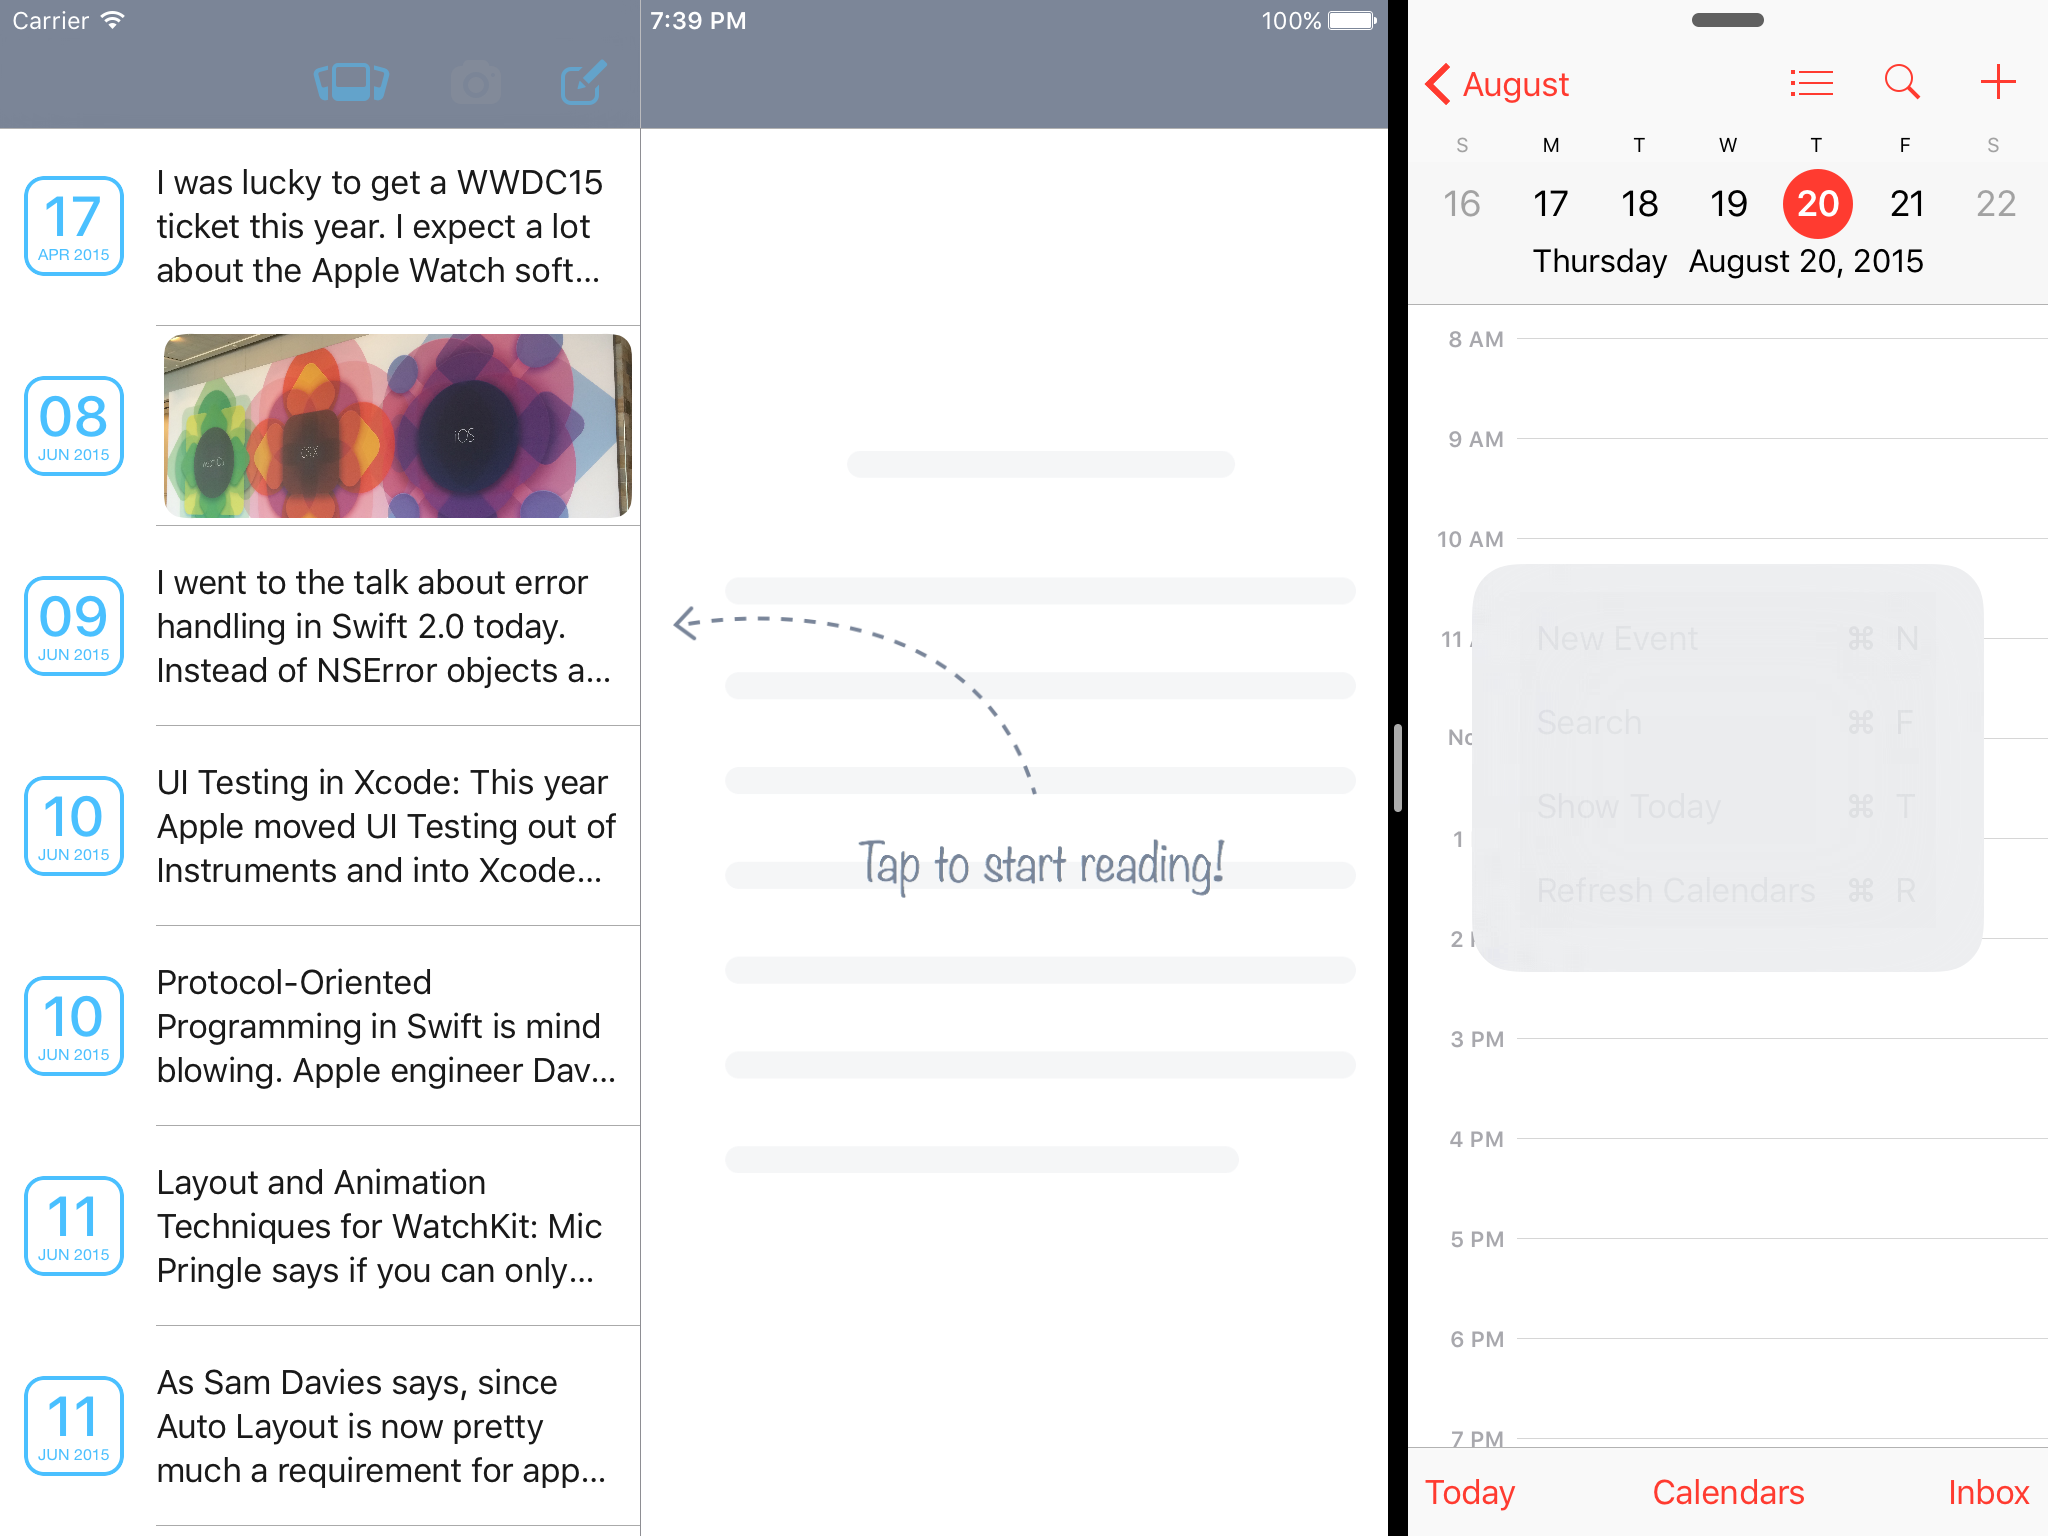 Carrier
7:39 PM
100%
17
APR 2015
I was lucky to get a WWDC15
ticket this year. I expect a lot
about the Apple Watch soft...
08
JUN 2015
OSX
iOS
09
JUN 2015
I went to the talk about error
handling in Swift 2.0 today.
Instead of NSError objects a...
10
JUN 2015
UI Testing in Xcode: This year
Apple moved UI Testing out of
Instruments and into Xcode...
10
JUN 2015
Protocol-Oriented
Programming in Swift is mind
blowing. Apple engineer Dav...
11
JUN 2015
Layout and Animation
Techniques for WatchKit: Mic
Pringle says if you can only...
11
JUN 2015
As Sam Davies says, since
Auto Layout is now pretty
much a requirement for app...
Tap to start reading!
August
S M T W T F S
16 17 18 19 20 21 22
Thursday August 20, 2015
8 AM
9 AM
10 AM
11
No
1
2
New Event ⌘ N
Search ⌘ F
Show Today ⌘ T
Refresh Calendars ⌘ R
3 PM
4 PM
5 PM
6 PM
7 PM
Today Calendars Inbox